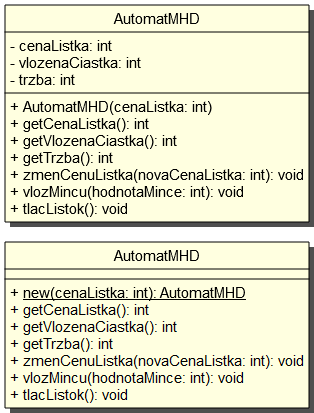 AutomatMHD
- cenaListka: int
- vlozenaCiastka: int
- trzba: int
+ AutomatMHD(cenaListka: int)
+ getCenaListka(): int
+ getVlozenaCiastka(): int
+ getTrzba(): int
+ zmenCenuListka(novaCenaListka: int): void
+ vlozMincu(hodnotaMince: int): void
+ tlacListok(): void
AutomatMHD
+ new(cenaListka: int): AutomatMHD
+ getCenaListka(): int
+ getVlozenaCiastka(): int
+ getTrzba(): int
+ zmenCenuListka(novaCenaListka: int): void
+ vlozMincu(hodnotaMince: int): void
+ tlacListok(): void